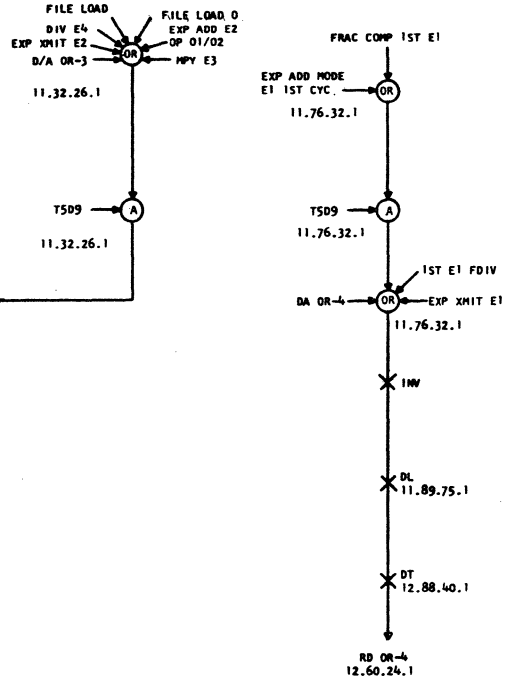 FILE LOAD
FILE LOAD, 0
DIV E4
EXP ADD E2
EXP XMIT E2
OR
OP 01/02
D/A OR-3
MPY E3
11.32.26.1
T5D9
A
11.32.26.1
FRAC COMP 1ST E1
EXP ADD MODE
E1 1ST CYC
OR
11.76.32.1
T5D9
A
11.76.32.1
1ST E1 FDIV
DA OR-4
OR
EXP XMIT E1
11.76.32.1
INV
DL
11.89.75.1
DT
12.88.40.1
RD OR-4
12.60.24.1